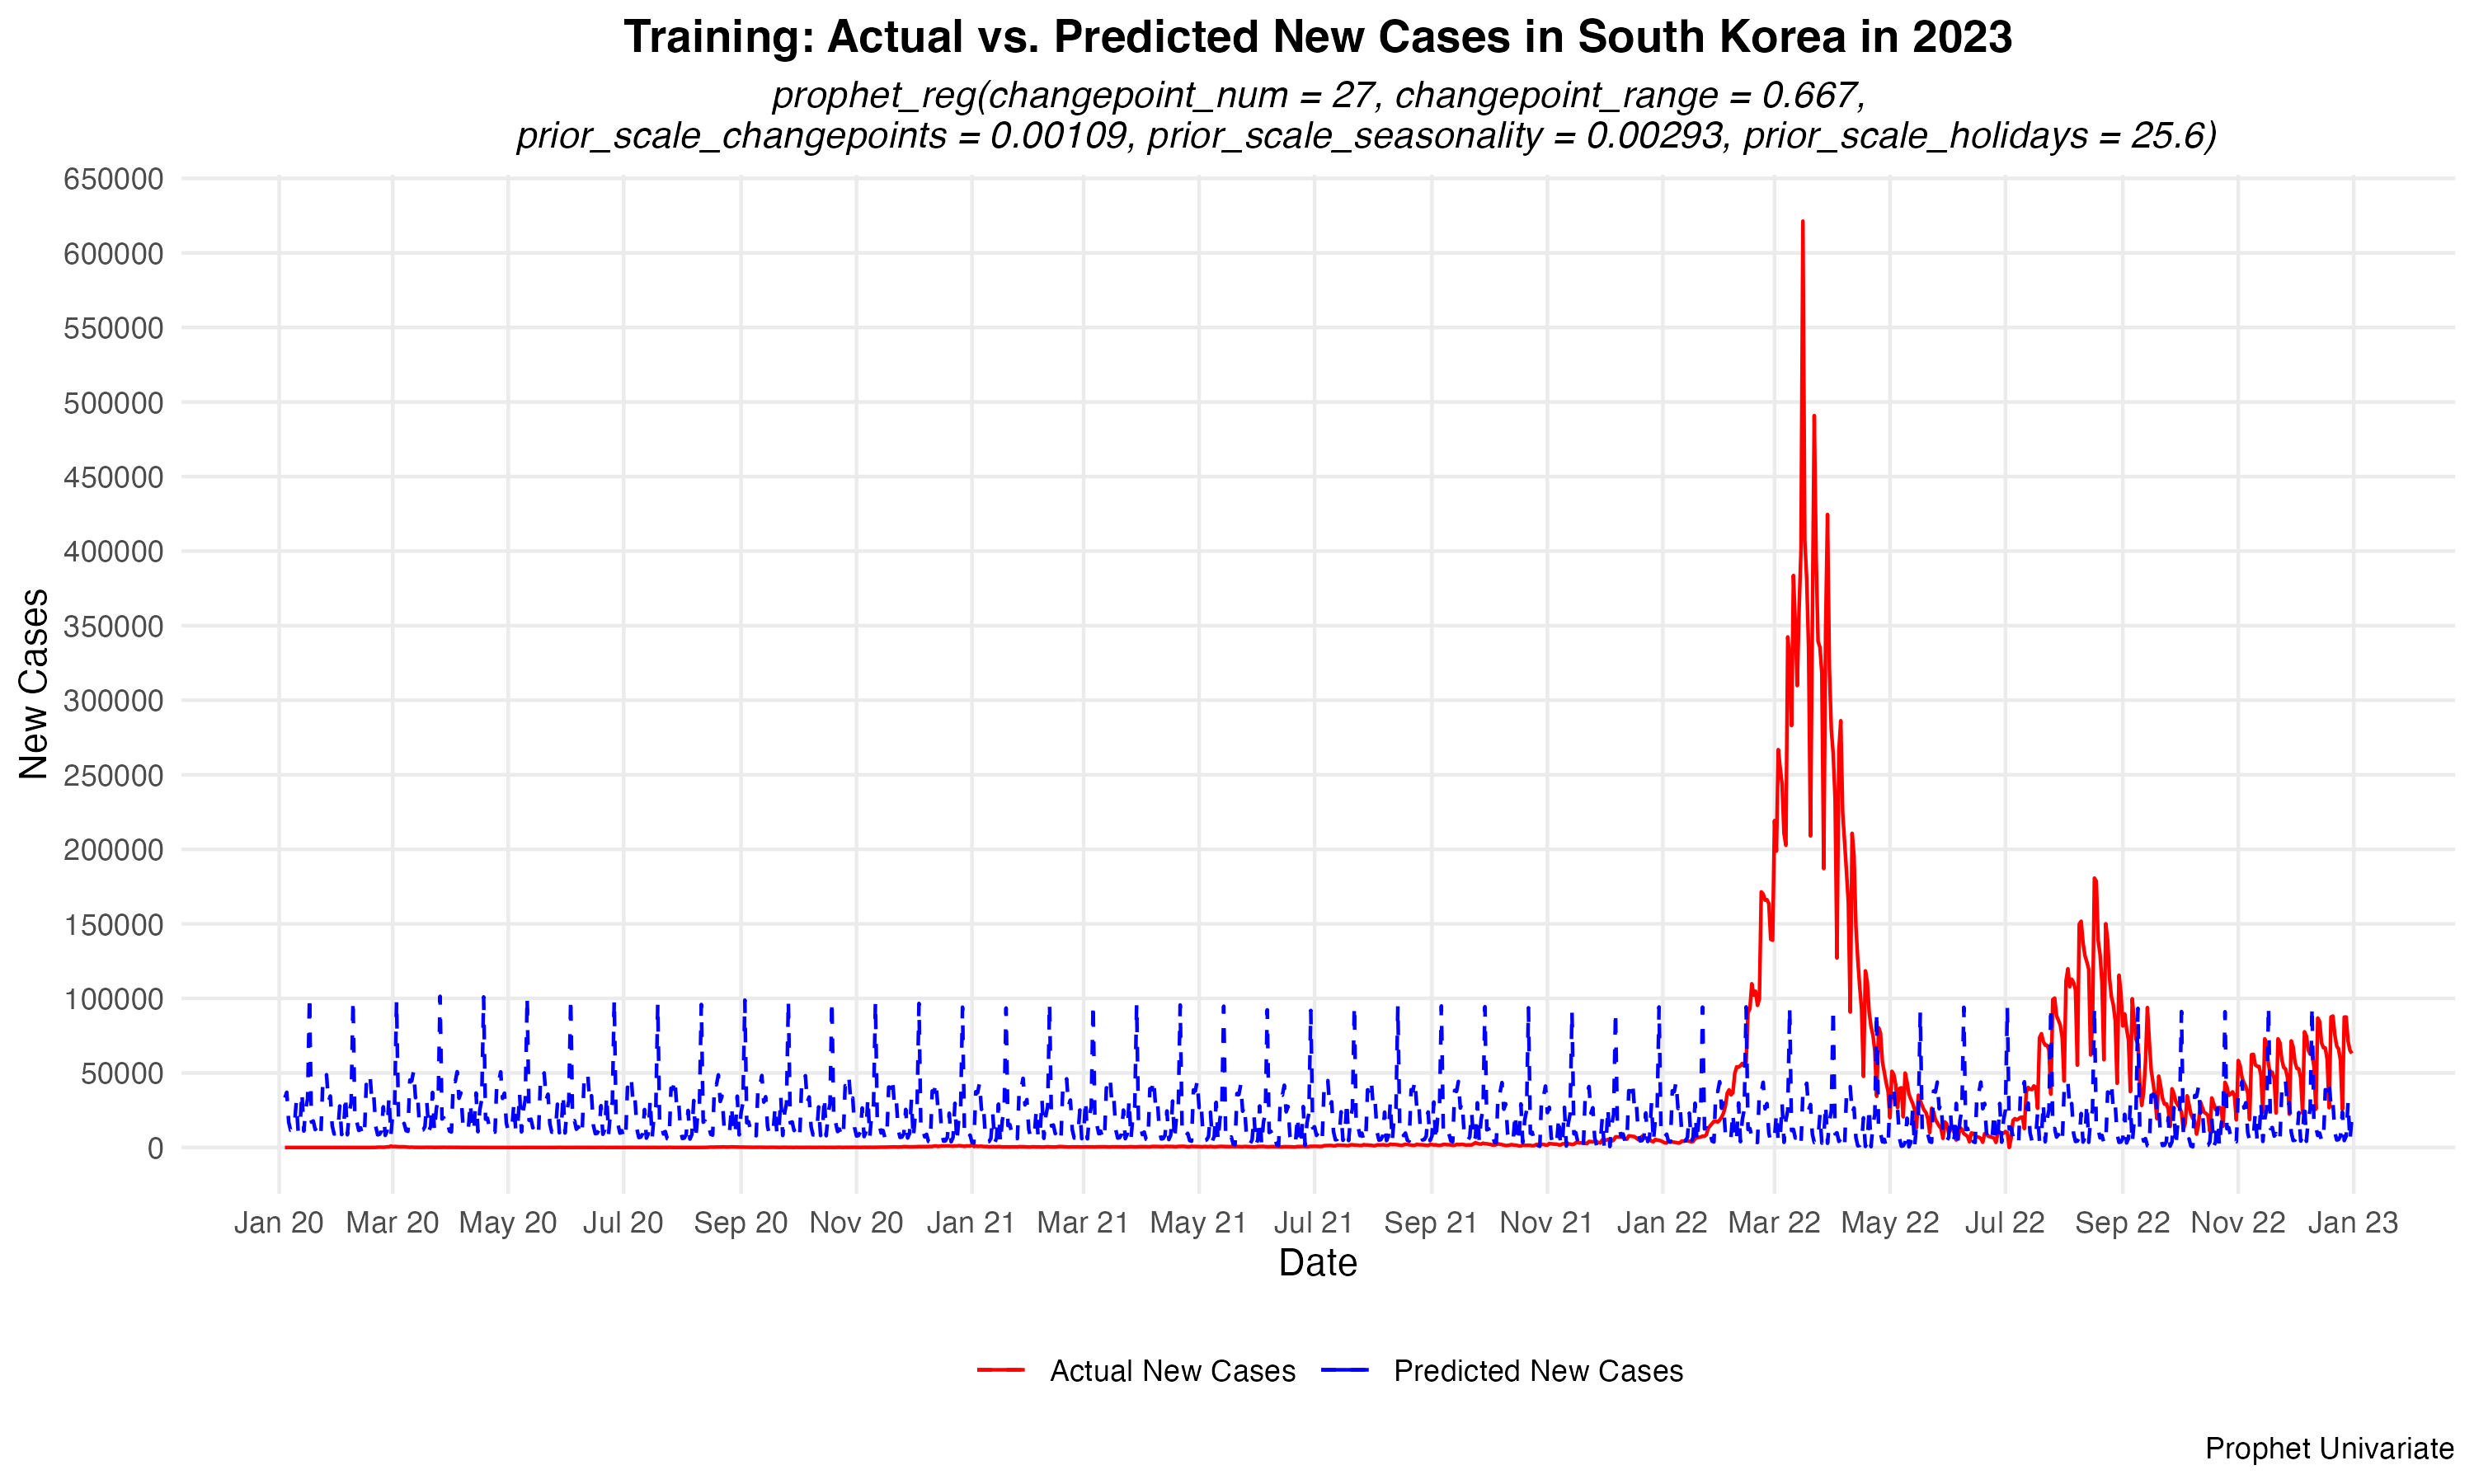 Training: Actual vs. Predicted New Cases in South Korea in 2023
prophet_reg(changepoint_num = 27, changepoint_range = 0.667,
prior_scale_changepoints = 0.00109, prior_scale_seasonality = 0.00293, prior_scale_holidays = 25.6)
650000
600000
550000
500000
450000
400000
350000
300000
250000
200000
150000
100000
50000
0
New Cases
Jan 20 Mar 20 May 20 Jul 20 Sep 20 Nov 20 Jan 21 Mar 21 May 21 Jul 21 Sep 21 Nov 21 Jan 22 Mar 22 May 22 Jul 22 Sep 22 Nov 22 Jan 23
Date
Actual New Cases Predicted New Cases
Prophet Univariate